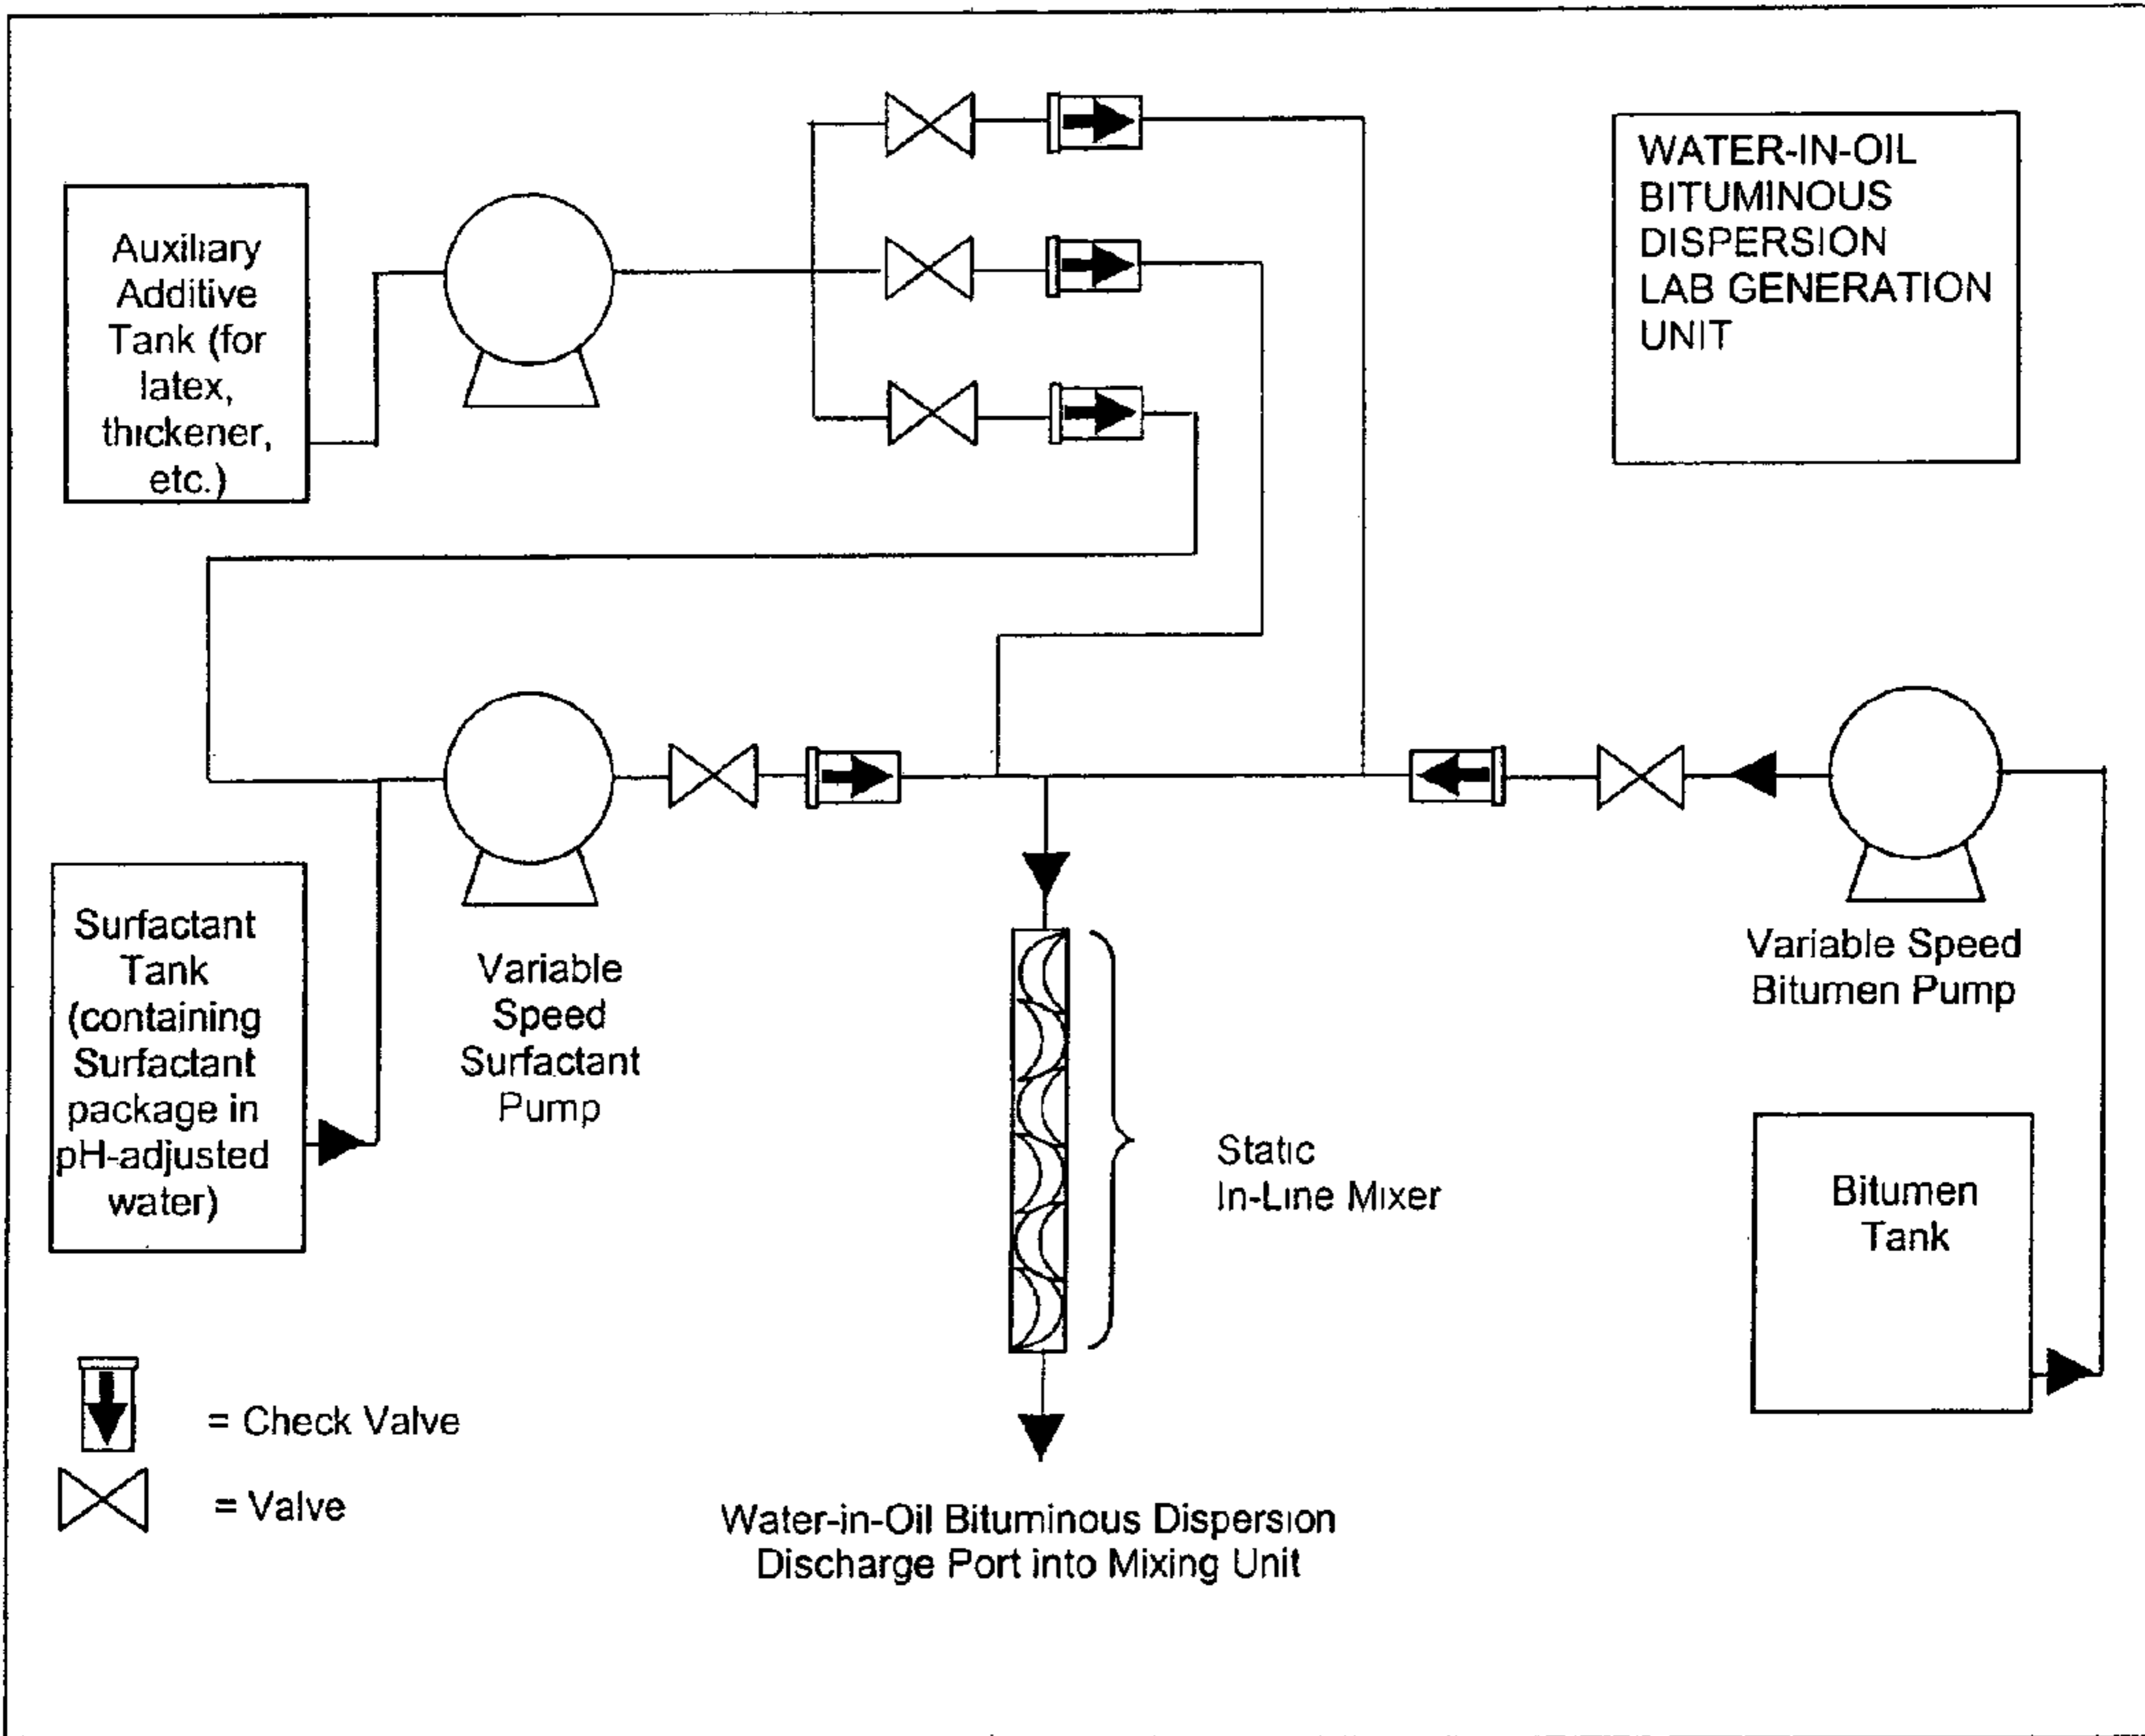 WATER-IN-OIL
BITUMINOUS
DISPERSION
LAB GENERATION
UNIT
Auxiliary
Additive
Tank (for
latex,
thickener,
etc.)
Surfactant
Tank
(containing
Surfactant
package in
pH-adjusted
water)
Variable
Speed
Surfactant
Pump
Variable Speed
Bitumen Pump
Static
In-Line Mixer
Bitumen
Tank
= Check Valve
= Valve
Water-in-Oil Bituminous Dispersion
Discharge Port into Mixing Unit